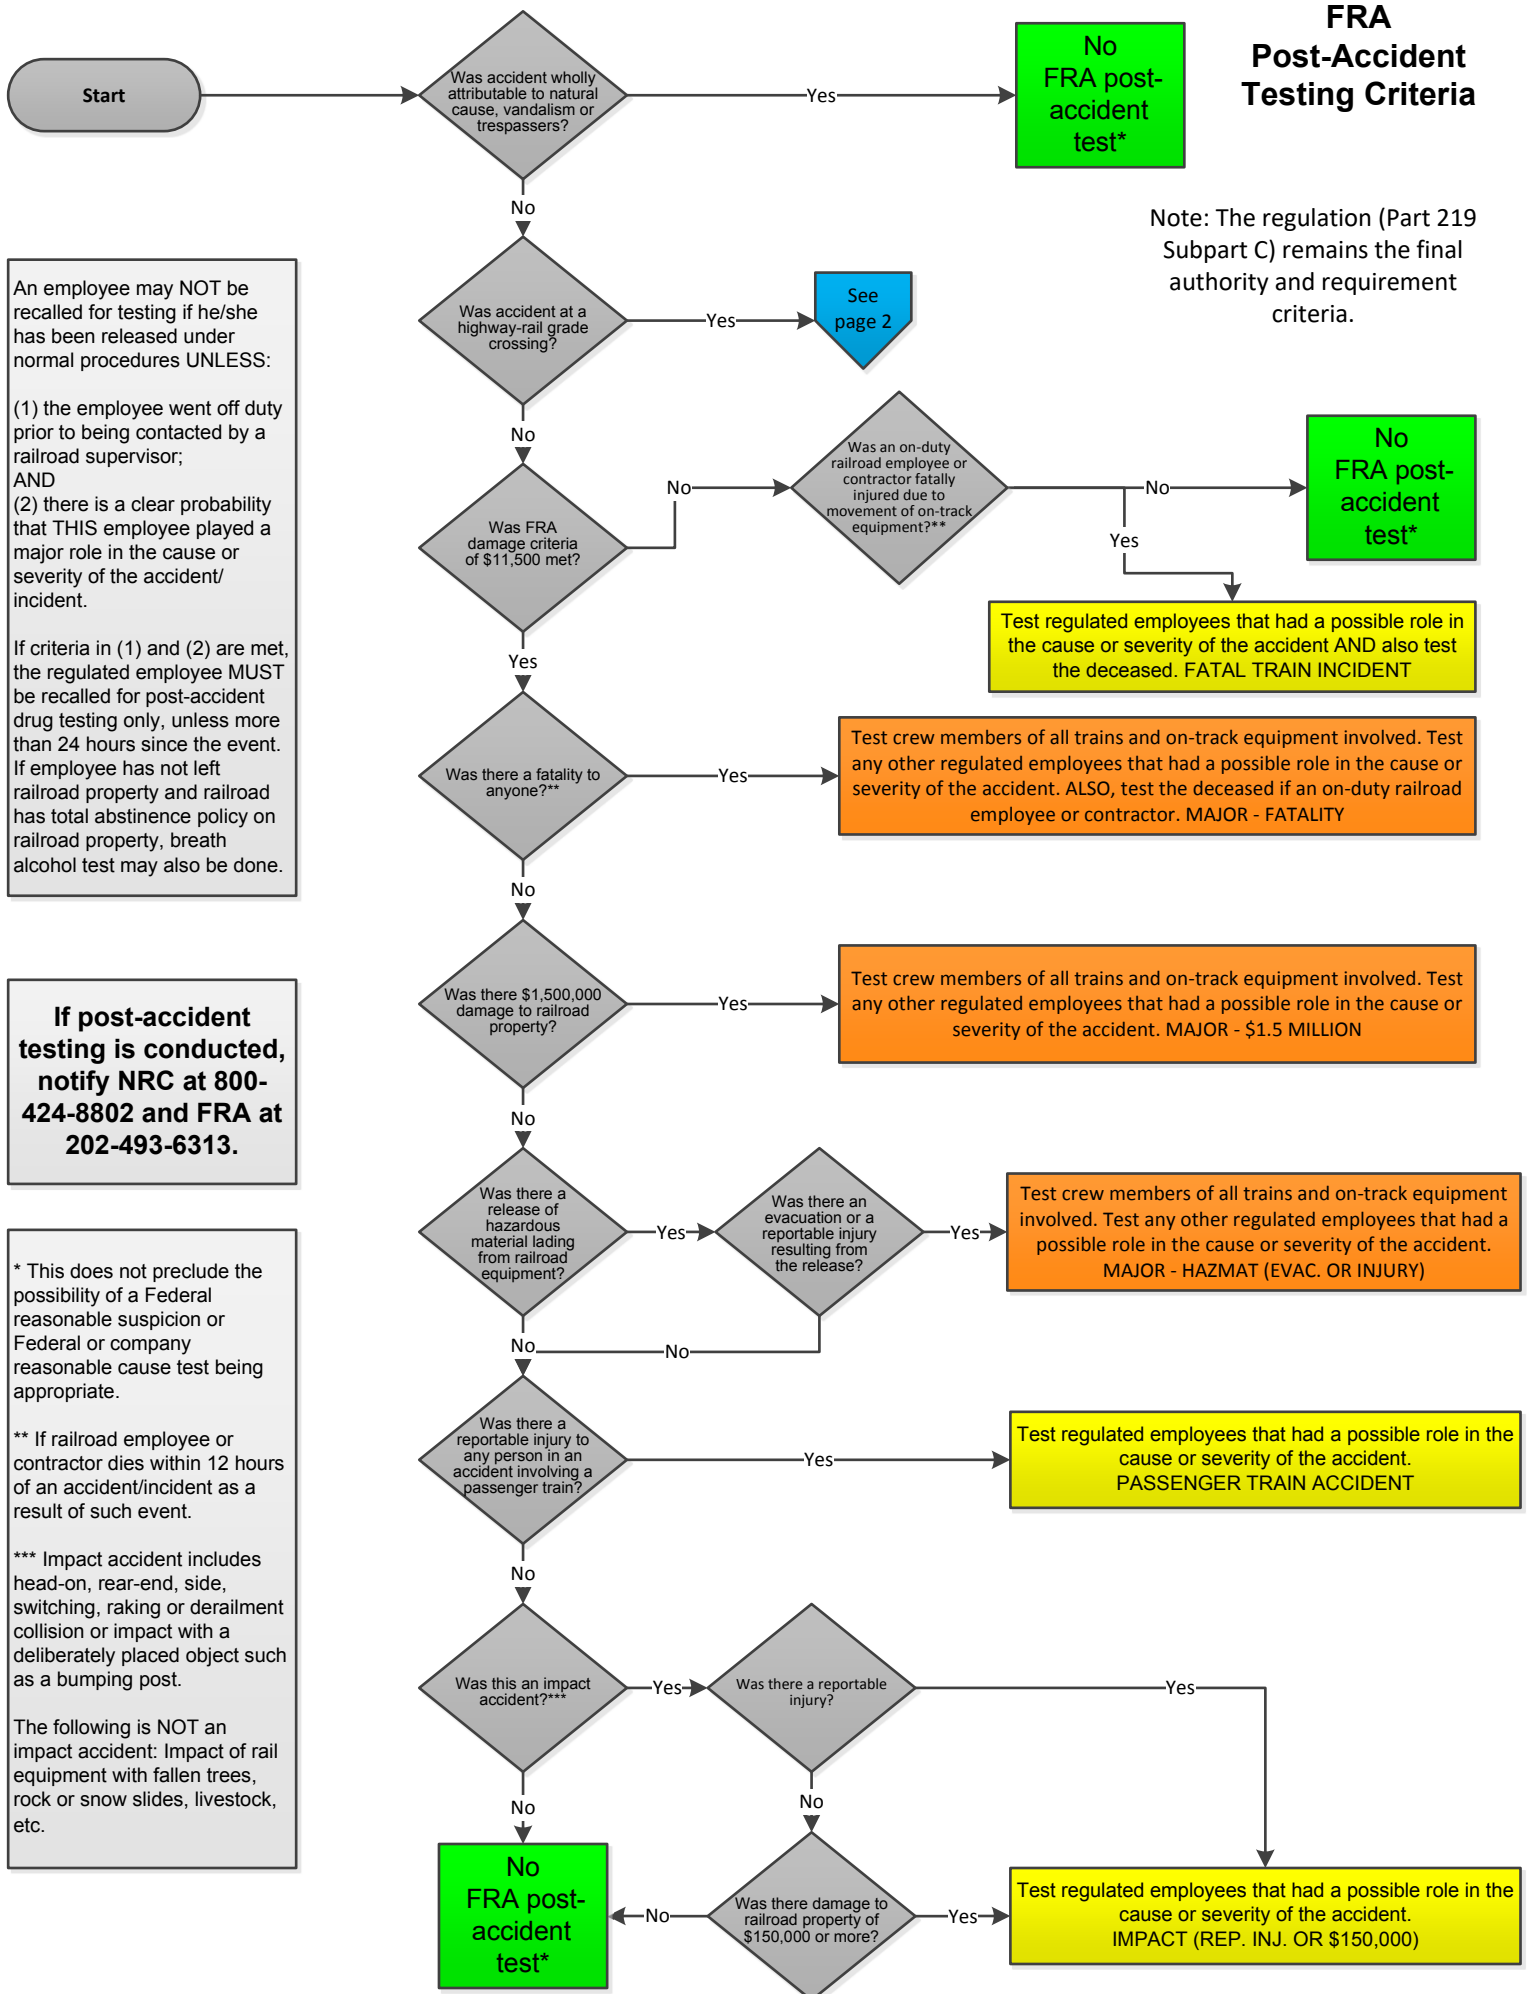 FRA
Post-Accident
Testing Criteria
Start
Was accident wholly
attributable to natural
cause, vandalism or
trespassers?
Yes
No
FRA post-
accident
test*
No
Note: The regulation (Part 219
Subpart C) remains the final
authority and requirement
criteria.
An employee may NOT be
recalled for testing if he/she
has been released under
normal procedures UNLESS:
(1) the employee went off duty
prior to being contacted by a
railroad supervisor;
AND
(2) there is a clear probability
that THIS employee played a
major role in the cause or
severity of the accident/
incident.
If criteria in (1) and (2) are met,
the regulated employee MUST
be recalled for post-accident
drug testing only, unless more
than 24 hours since the event.
If employee has not left
railroad property and railroad
has total abstinence policy on
railroad property, breath
alcohol test may also be done.
Was accident at a
highway-rail grade
crossing?
Yes
See
page 2
No
Was FRA
damage criteria
of $11,500 met?
No
Was an on-duty
railroad employee or
contractor fatally
injured due to
movement of on-track
equipment?**
No
No
FRA post-
accident
test*
Yes
Test regulated employees that had a possible role in
the cause or severity of the accident AND also test
the deceased. FATAL TRAIN INCIDENT
Yes
Was there a fatality to
anyone?**
Yes
Test crew members of all trains and on-track equipment involved. Test
any other regulated employees that had a possible role in the cause or
severity of the accident. ALSO, test the deceased if an on-duty railroad
employee or contractor. MAJOR - FATALITY
No
Was there $1,500,000
damage to railroad
property?
Yes
Test crew members of all trains and on-track equipment involved. Test
any other regulated employees that had a possible role in the cause or
severity of the accident. MAJOR - $1.5 MILLION
No
If post-accident
testing is conducted,
notify NRC at 800-
424-8802 and FRA at
202-493-6313.
Was there a
release of
hazardous
material lading
from railroad
equipment?
Yes
Was there an
evacuation or a
reportable injury
resulting from
the release?
Yes
Test crew members of all trains and on-track equipment
involved. Test any other regulated employees that had a
possible role in the cause or severity of the accident.
MAJOR - HAZMAT (EVAC. OR INJURY)
No
No
* This does not preclude the
possibility of a Federal
reasonable suspicion or
Federal or company
reasonable cause test being
appropriate.
** If railroad employee or
contractor dies within 12 hours
of an accident/incident as a
result of such event.
*** Impact accident includes
head-on, rear-end, side,
switching, raking or derailment
collision or impact with a
deliberately placed object such
as a bumping post.
The following is NOT an
impact accident: Impact of rail
equipment with fallen trees,
rock or snow slides, livestock,
etc.
Was there a
reportable injury to
any person in an
accident involving a
passenger train?
Yes
Test regulated employees that had a possible role in the
cause or severity of the accident.
PASSENGER TRAIN ACCIDENT
No
Was this an impact
accident?***
Yes
Was there a reportable
injury?
Yes
No
No
No
FRA post-
accident
test*
No
Was there damage to
railroad property of
$150,000 or more?
Yes
Test regulated employees that had a possible role in the
cause or severity of the accident.
IMPACT (REP. INJ. OR $150,000)